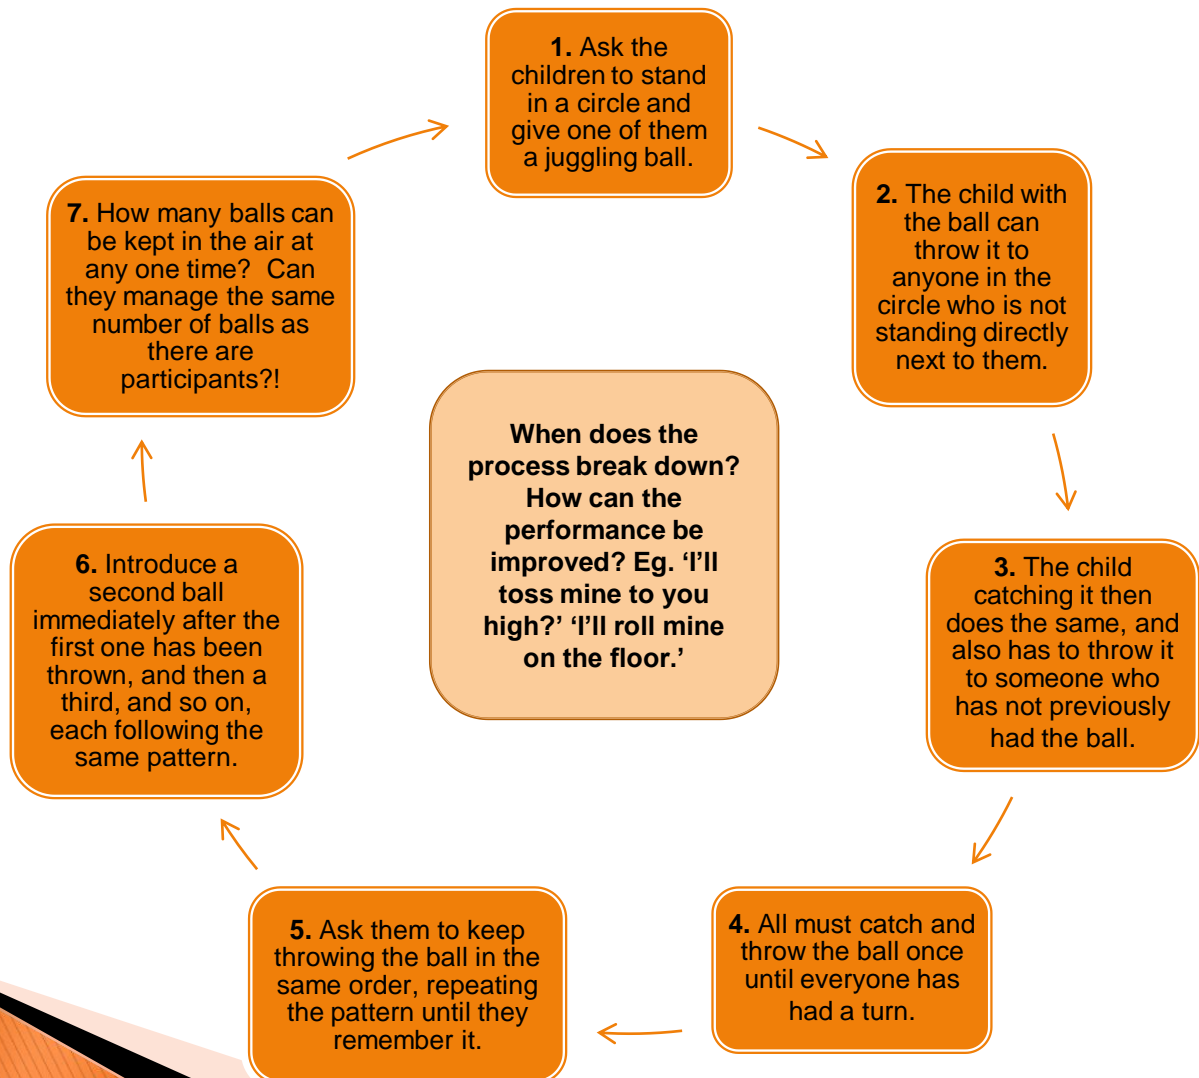 1. Ask the
children to stand
in a circle and
give one of them
a juggling ball.
2. The child with
the ball can
throw it to
anyone in the
circle who is not
standing directly
next to them.
3. The child
catching it then
does the same, and
also has to throw it
to someone who
has not previously
had the ball.
4. All must catch and
throw the ball once
until everyone has
had a turn.
5. Ask them to keep
throwing the ball in the
same order, repeating
the pattern until they
remember it.
6. Introduce a
second ball
immediately after the
first one has been
thrown, and then a
third, and so on,
each following the
same pattern.
7. How many balls can
be kept in the air at
any one time?  Can
they manage the same
number of balls as
there are
participants?!
When does the
process break down?
How can the
performance be
improved? Eg. ‘I’ll
toss mine to you
high?’ ‘I’ll roll mine
on the floor.’